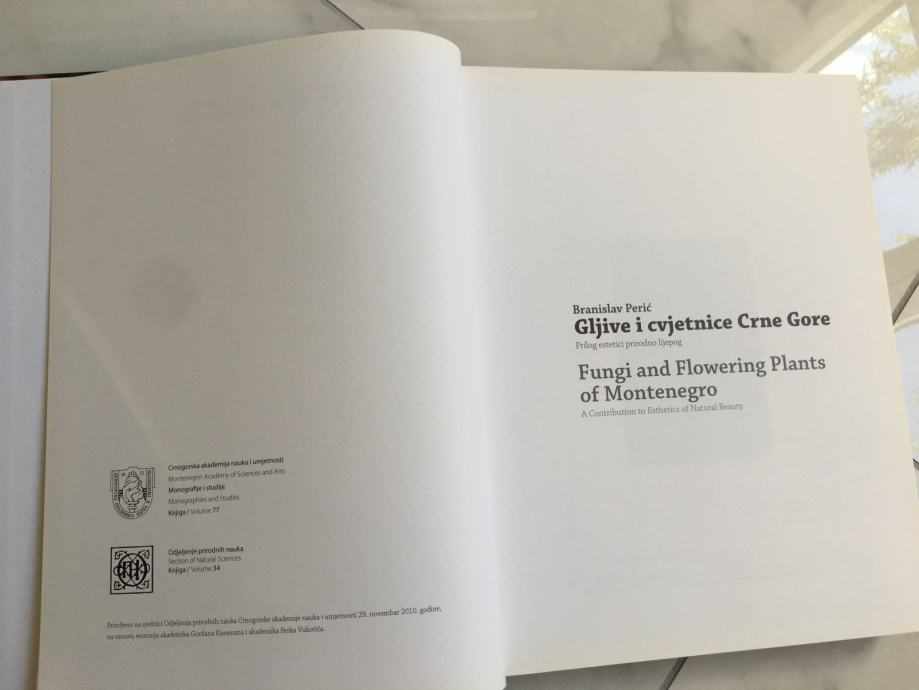 Crnogorska akademija nauka i umjetnosti
Montenegrin Academy of Sciences and Arts
Monografije i studije
Monographies and Studies
Knjiga / Volume 77
Odjeljenje prirodnih nauka
Section of Natural Sciences
Knjiga / Volume 34
Primljeno na sjednici Odjeljenja prirodnih nauka Crnogorske akademije nauka i umjetnosti 29. novembar 2010. godine,
na osnovu recenzija akademika Gordana Karamana i akademika Perka Vukotića.
Branislav Perić
Gljive i cvjetnice Crne Gore
Prilog estetici prirodno lijepog
Fungi and Flowering Plants
of Montenegro
A Contribution to Esthetics of Natural Beauty